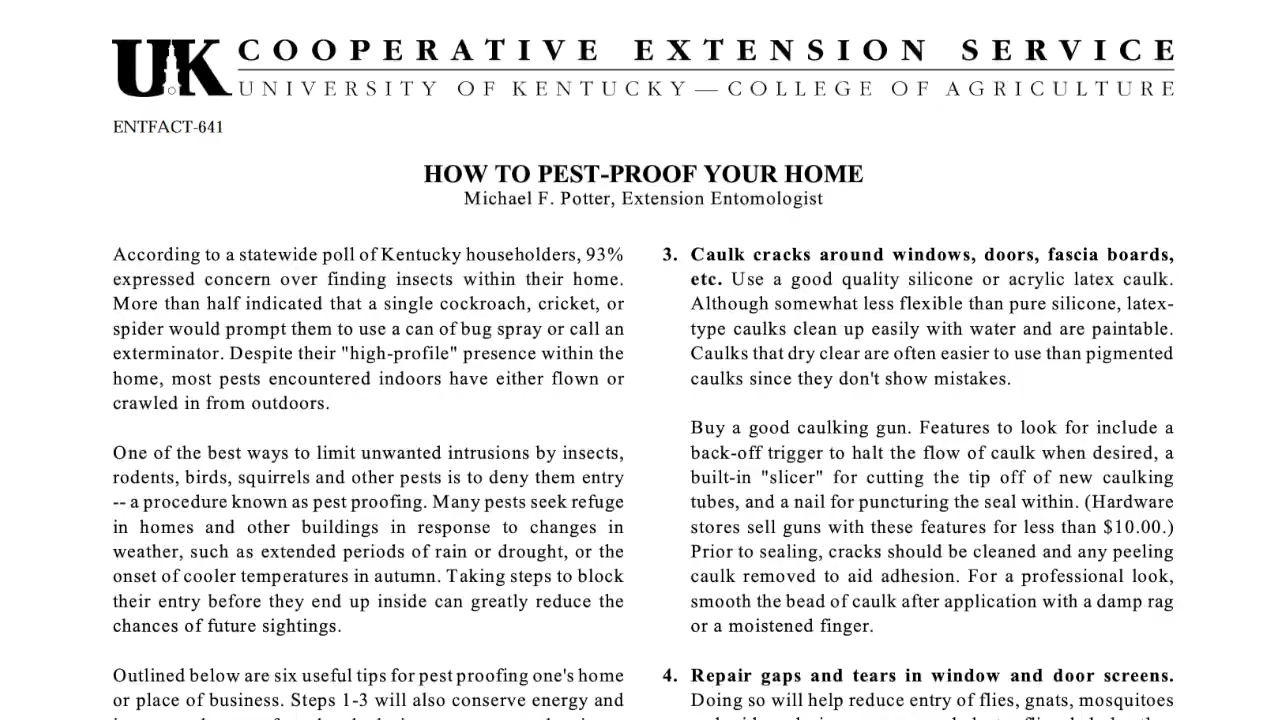 UK COOPERATIVE EXTENSION SERVICE
UNIVERSITY OF KENTUCKY—COLLEGE OF AGRICULTURE
ENTFACT-641
HOW TO PEST-PROOF YOUR HOME
Michael F. Potter, Extension Entomologist
According to a statewide poll of Kentucky householders, 93%
expressed concern over finding insects within their home.
More than half indicated that a single cockroach, cricket, or
spider would prompt them to use a can of bug spray or call an
exterminator. Despite their "high-profile" presence within the
home, most pests encountered indoors have either flown or
crawled in from outdoors.
One of the best ways to limit unwanted intrusions by insects,
rodents, birds, squirrels and other pests is to deny them entry
-- a procedure known as pest proofing. Many pests seek refuge
in homes and other buildings in response to changes in
weather, such as extended periods of rain or drought, or the
onset of cooler temperatures in autumn. Taking steps to block
their entry before they end up inside can greatly reduce the
chances of future sightings.
Outlined below are six useful tips for pest proofing one's home
or place of business. Steps 1-3 will also conserve energy and
3. Caulk cracks around windows, doors, fascia boards,
etc. Use a good quality silicone or acrylic latex caulk.
Although somewhat less flexible than pure silicone, latex-
type caulks clean up easily with water and are paintable.
Caulks that dry clear are often easier to use than pigmented
caulks since they don't show mistakes.
Buy a good caulking gun. Features to look for include a
back-off trigger to halt the flow of caulk when desired, a
built-in "slicer" for cutting the tip off of new caulking
tubes, and a nail for puncturing the seal within. (Hardware
stores sell guns with these features for less than $10.00.)
Prior to sealing, cracks should be cleaned and any peeling
caulk removed to aid adhesion. For a professional look,
smooth the bead of caulk after application with a damp rag
or a moistened finger.
4. Repair gaps and tears in window and door screens.
Doing so will help reduce entry of flies, gnats, mosquitoes